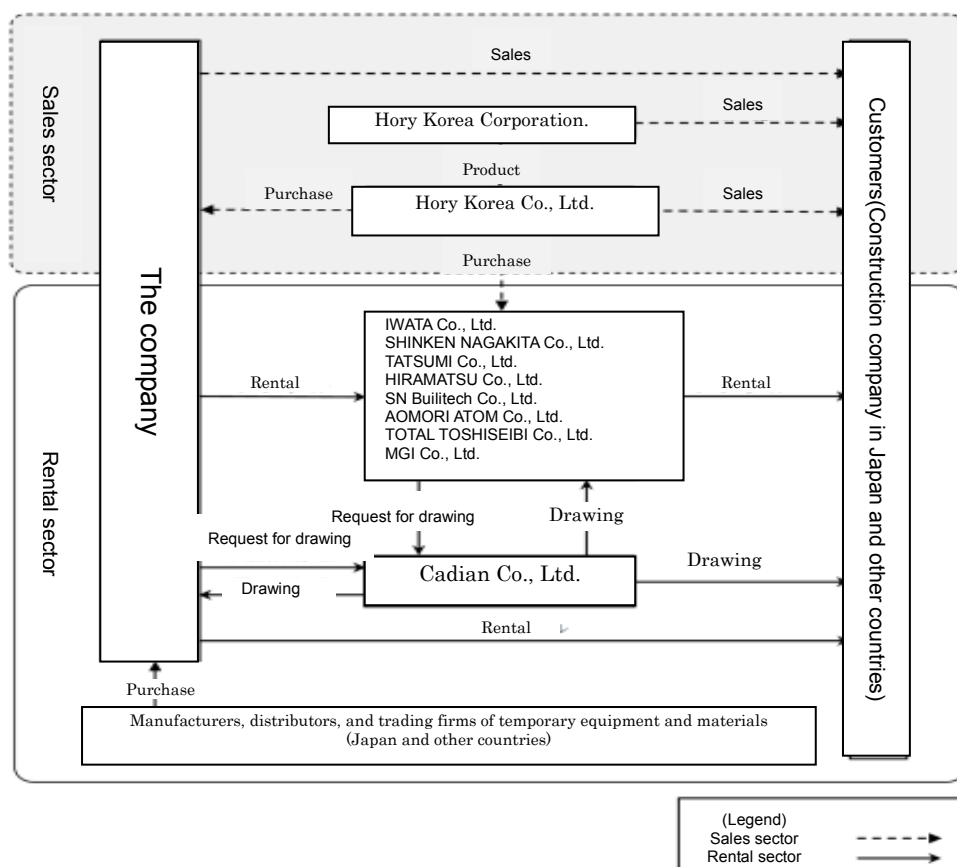 Sales sector
Sales
Hory Korea Corporation.
Sales
Product
Purchase
Hory Korea Co., Ltd.
Sales
Purchase
The company
Customers(Construction company in Japan and other countries)
Rental sector
IWATA Co., Ltd.
SHINKEN NAGAKITA Co., Ltd.
TATSUMI Co., Ltd.
HIRAMATSU Co., Ltd.
SN Builitech Co., Ltd.
AOMORI ATOM Co., Ltd.
TOTAL TOSHISEIBI Co., Ltd.
MGI Co., Ltd.
Rental
Rental
Request for drawing
Drawing
Request for drawing
Cadian Co., Ltd.
Drawing
Drawing
Rental
Purchase
Manufacturers, distributors, and trading firms of temporary equipment and materials
(Japan and other countries)
(Legend)
Sales sector
Rental sector